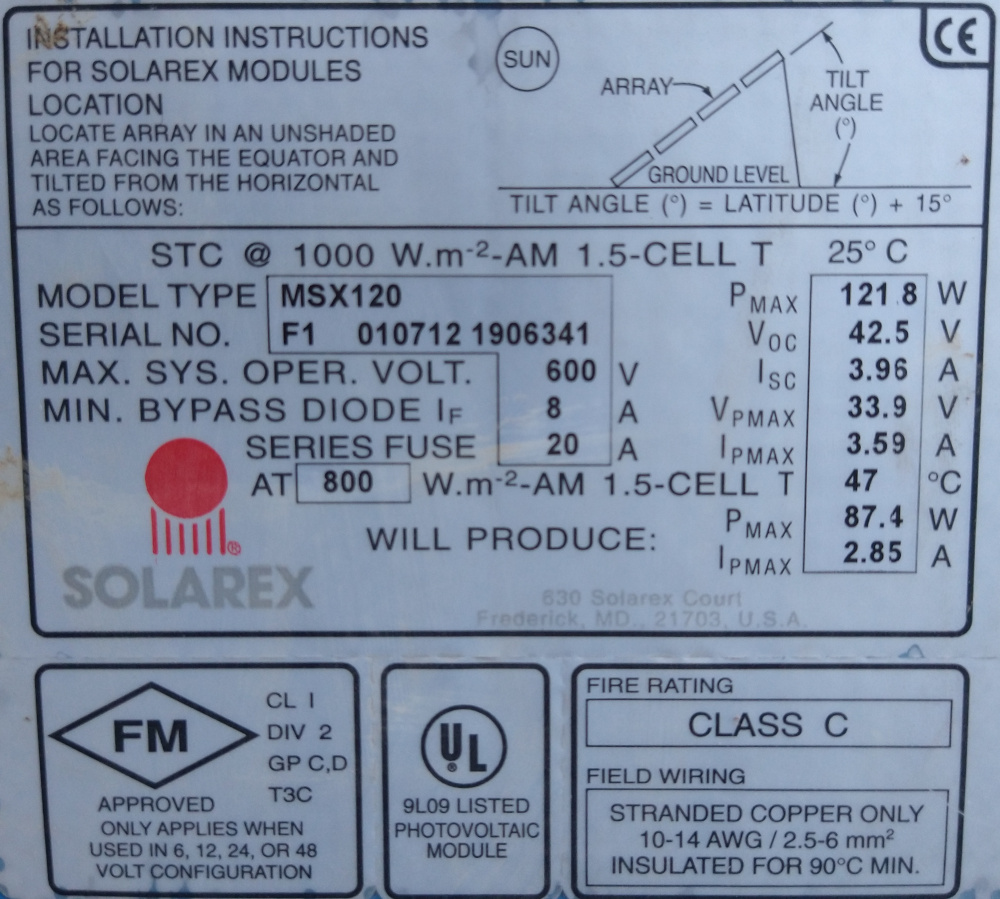 INSTALLATION INSTRUCTIONS
FOR SOLAREX MODULES
LOCATION
LOCATE ARRAY IN AN UNSHADED
AREA FACING THE EQUATOR AND
TILTED FROM THE HORIZONTAL
AS FOLLOWS:
SUN
ARRAY
TILT
ANGLE
(°)
GROUND LEVEL
TILT ANGLE (°) = LATITUDE (°) + 15°
CE
STC @ 1000 W.m-2-AM 1.5-CELL T 25° C
MODEL TYPE MSX120
SERIAL NO. F1 010712 1906341
MAX. SYS. OPER. VOLT. 600 V
MIN. BYPASS DIODE IF 8 A
SERIES FUSE 20 A
PMAX 121.8 W
VOC 42.5 V
ISC 3.96 A
VPMAX 33.9 V
IPMAX 3.59 A
AT 800 W.m-2-AM 1.5-CELL T 47 °C
WILL PRODUCE:
PMAX 87.4 W
IPMAX 2.85 A
®
SOLAREX
630 Solarex Court
Frederick, MD., 21703, U.S.A.
FM
CL I
DIV 2
GP C,D
T3C
APPROVED
ONLY APPLIES WHEN
USED IN 6, 12, 24, OR 48
VOLT CONFIGURATION
UL
®
9L09 LISTED
PHOTOVOLTAIC
MODULE
FIRE RATING
CLASS C
FIELD WIRING
STRANDED COPPER ONLY
10-14 AWG / 2.5-6 mm²
INSULATED FOR 90°C MIN.